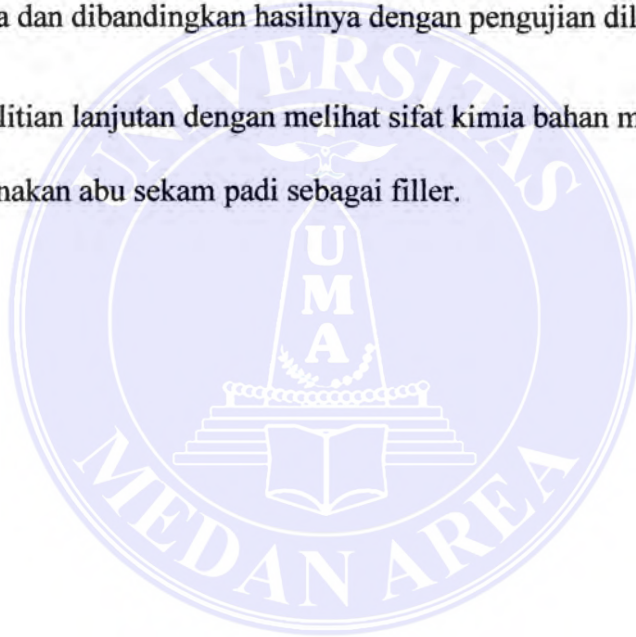 a dan dibandingkan hasilnya dengan pengujian dil
litian lanjutan dengan melihat sifat kimia bahan m
nakan abu sekam padi sebagai filler.
UNIVERSITAS
UMA
MEDAN AREA